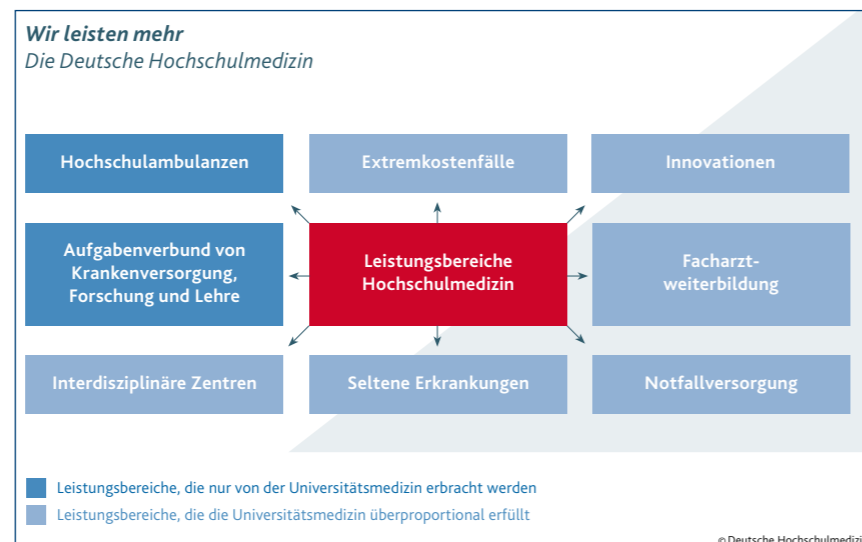 Wir leisten mehr
Die Deutsche Hochschulmedizin
Hochschulambulanzen
Extremkostenfälle
Innovationen
Aufgabenverbund von
Krankenversorgung,
Forschung und Lehre
Leistungsbereiche
Hochschulmedizin
Facharzt-
weiterbildung
Interdisziplinäre Zentren
Seltene Erkrankungen
Notfallversorgung
Leistungsbereiche, die nur von der Universitätsmedizin erbracht werden
Leistungsbereiche, die die Universitätsmedizin überproportional erfüllt
© Deutsche Hochschulmedizi